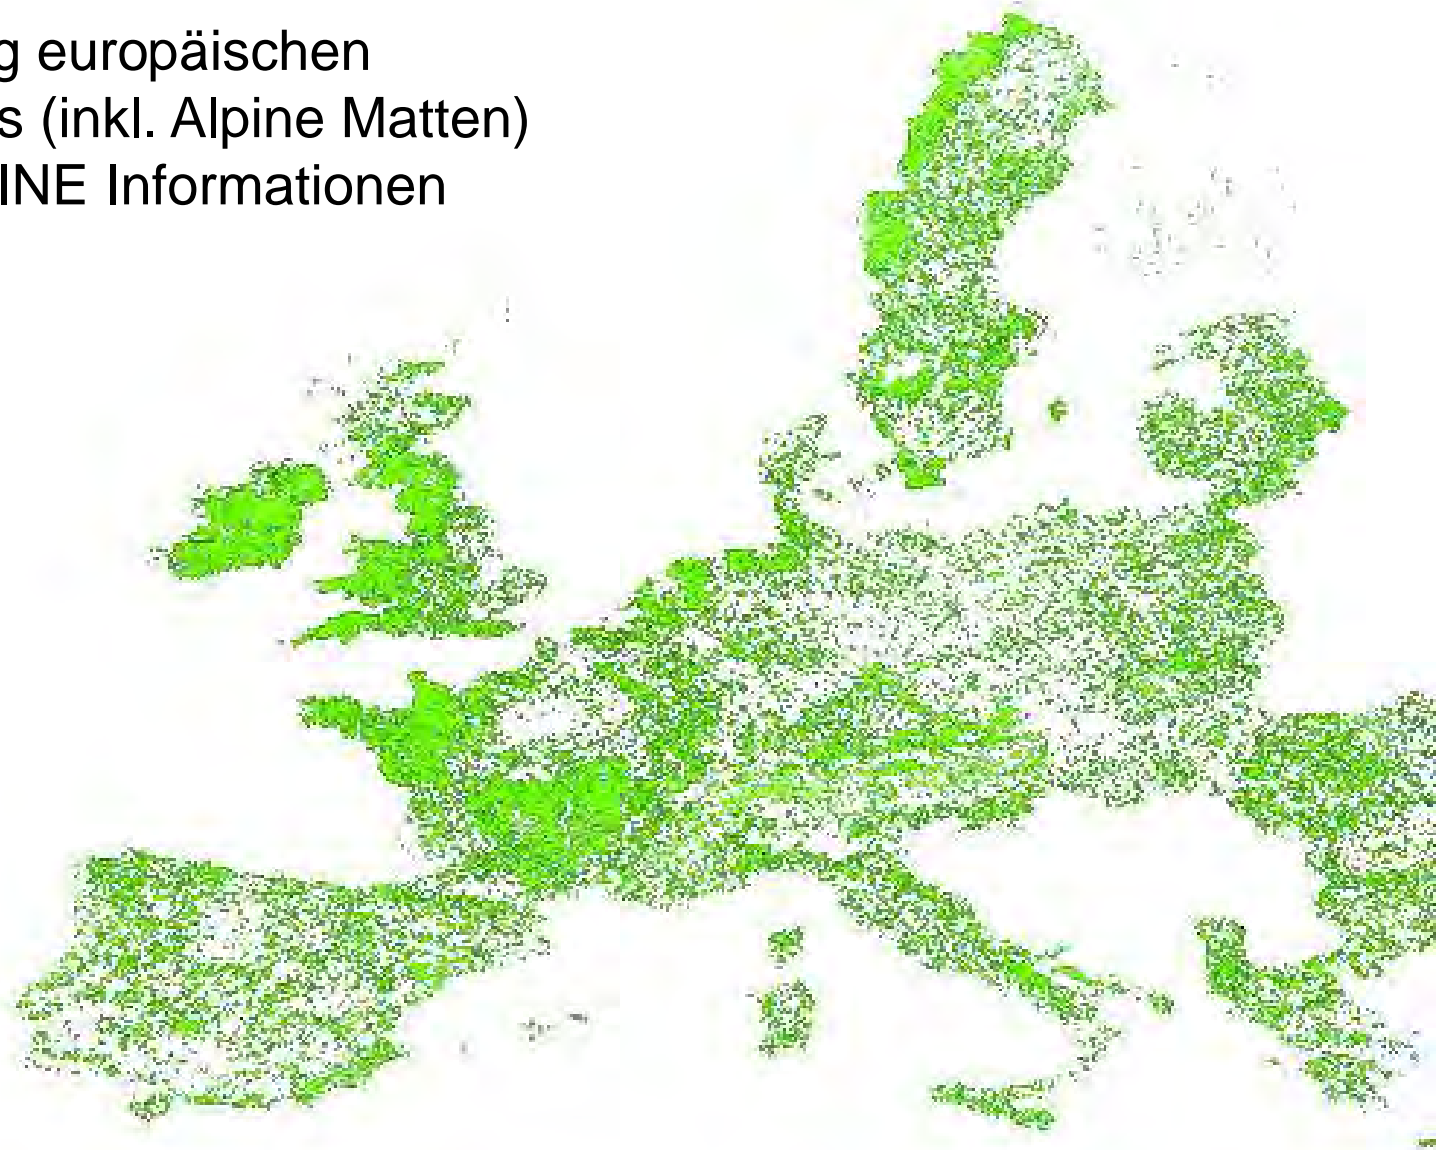 g europäischen
s (inkl. Alpine Matten)
INE Informationen